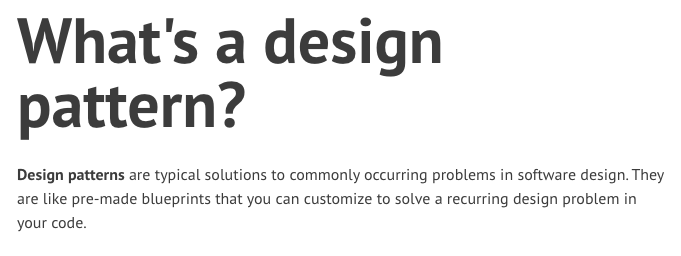 What's a design
pattern?
Design patterns are typical solutions to commonly occurring problems in software design. They
are like pre-made blueprints that you can customize to solve a recurring design problem in
your code.